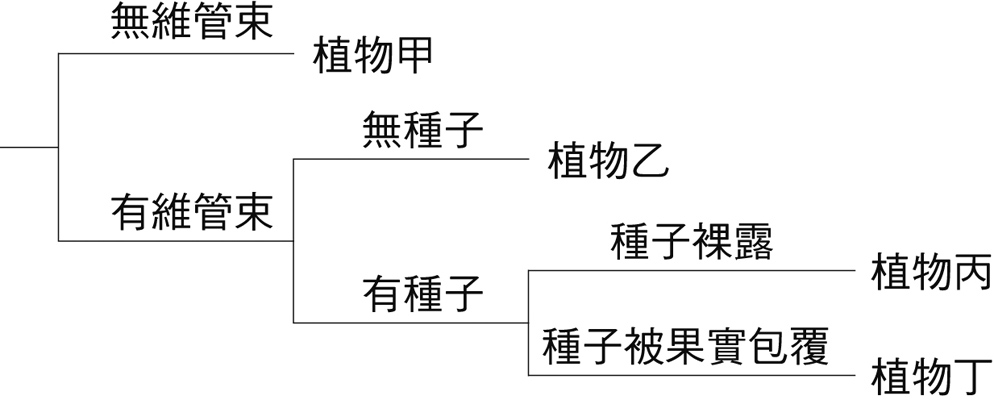 無維管束
植物甲
無種子
植物乙
有維管束
種子裸露
植物丙
有種子
種子被果實包覆
植物丁